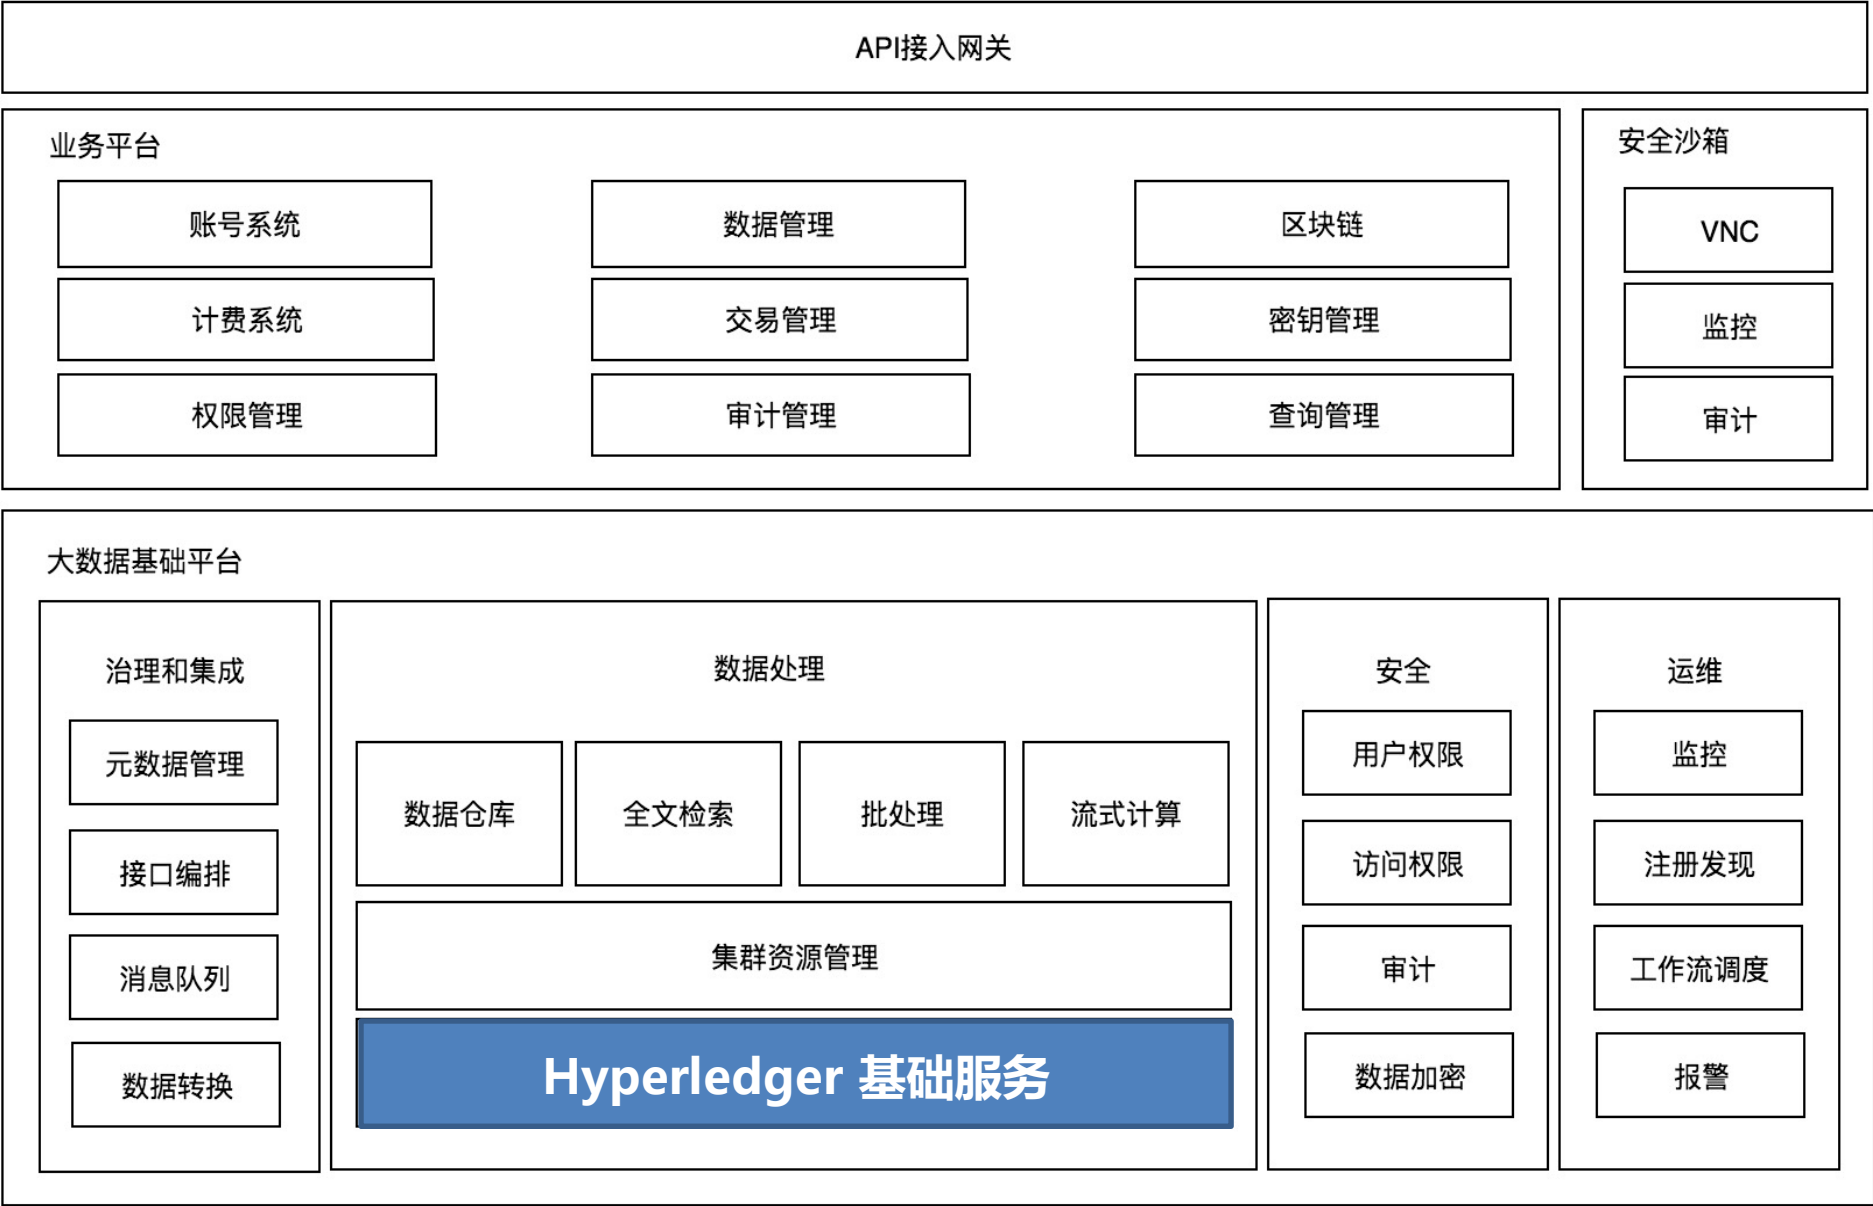 API接入网关
业务平台
账号系统
数据管理
区块链
计费系统
交易管理
密钥管理
权限管理
审计管理
查询管理
安全沙箱
VNC
监控
审计
大数据基础平台
治理和集成
元数据管理
接口编排
消息队列
数据转换
数据处理
数据仓库
全文检索
批处理
流式计算
集群资源管理
Hyperledger 基础服务
安全
用户权限
访问权限
审计
数据加密
运维
监控
注册发现
工作流调度
报警